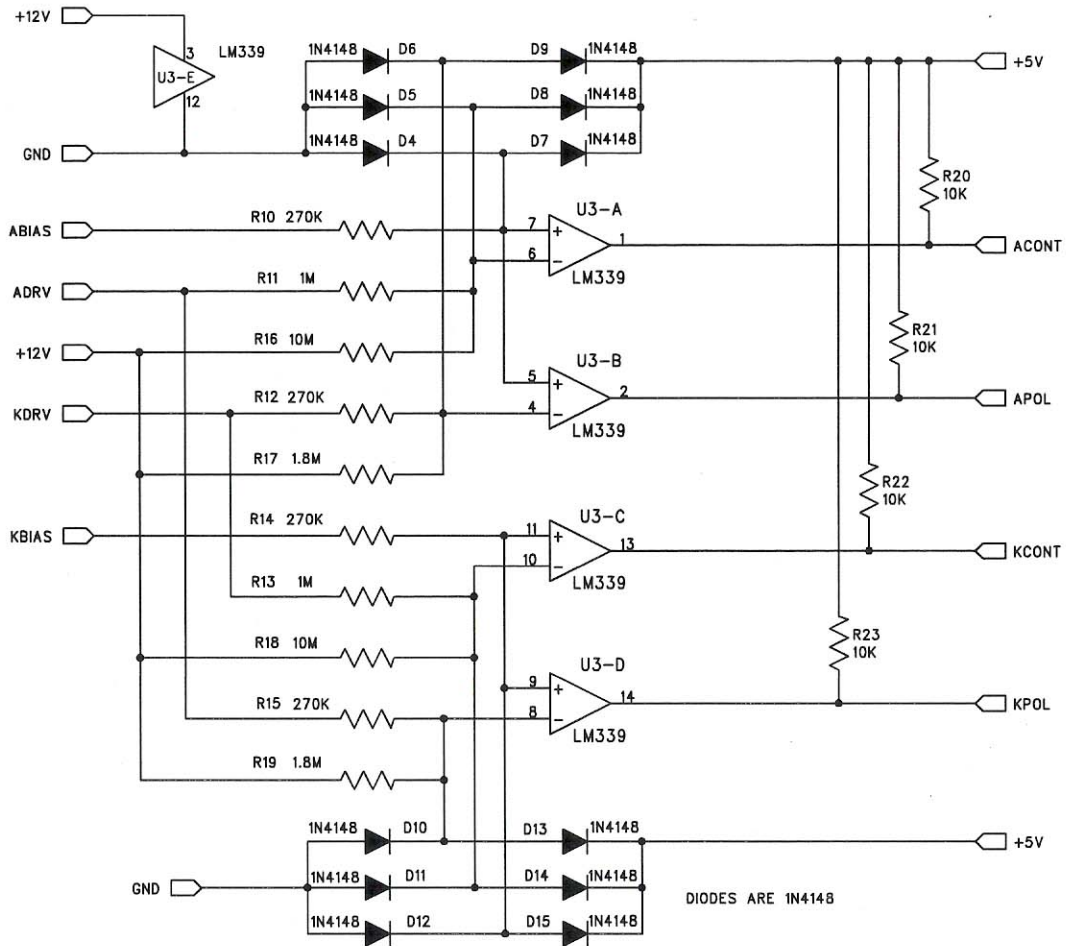 +12V
3 LM339
U3-E
12
1N4148 D6 D9 1N4148
+5V
1N4148 D5 D8 1N4148
GND
1N4148 D4 D7 1N4148
R20
10K
ABIAS
R10 270K
U3-A
7 +
6 −
1
LM339
ACONT
ADRV
R11 1M
R21
10K
+12V
R16 10M
U3-B
5 +
4 −
2
LM339
APOL
KDRV
R12 270K
R17 1.8M
R22
10K
KBIAS
R14 270K
U3-C
11 +
10 −
13
LM339
KCONT
R13 1M
R18 10M
R23
10K
U3-D
9 +
8 −
14
LM339
KPOL
R15 270K
R19 1.8M
1N4148 D10 D13 1N4148
+5V
GND
1N4148 D11 D14 1N4148
DIODES ARE 1N4148
1N4148 D12 D15 1N4148